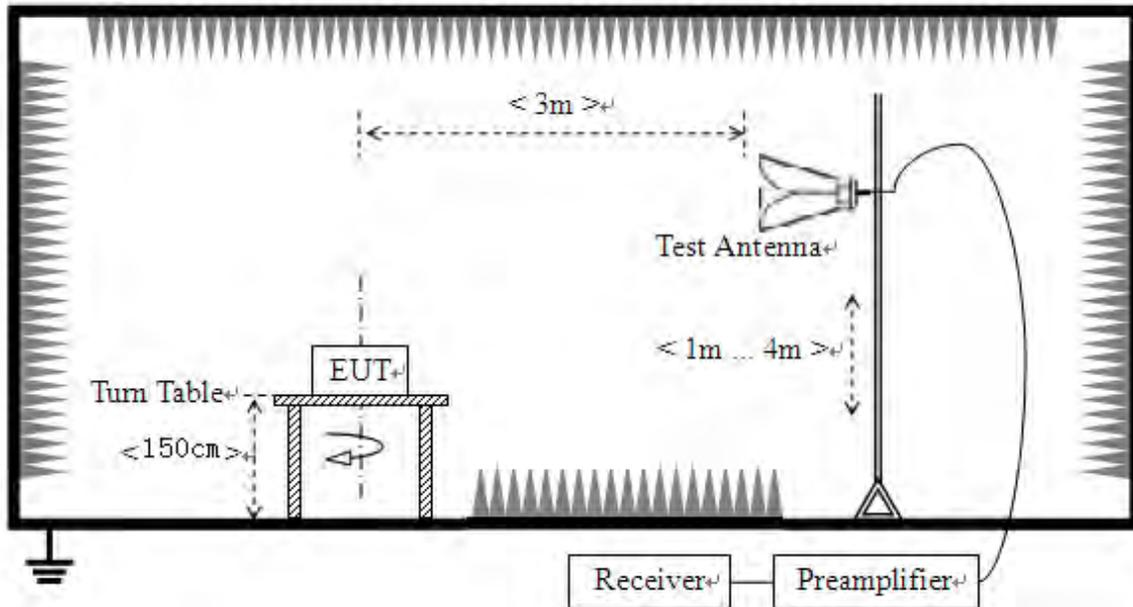 < 3m >↵
Test Antenna↵
< 1m ... 4m >↵
EUT↵
Turn Table↵
<150cm>↵
Receiver↵
Preamplifier↵